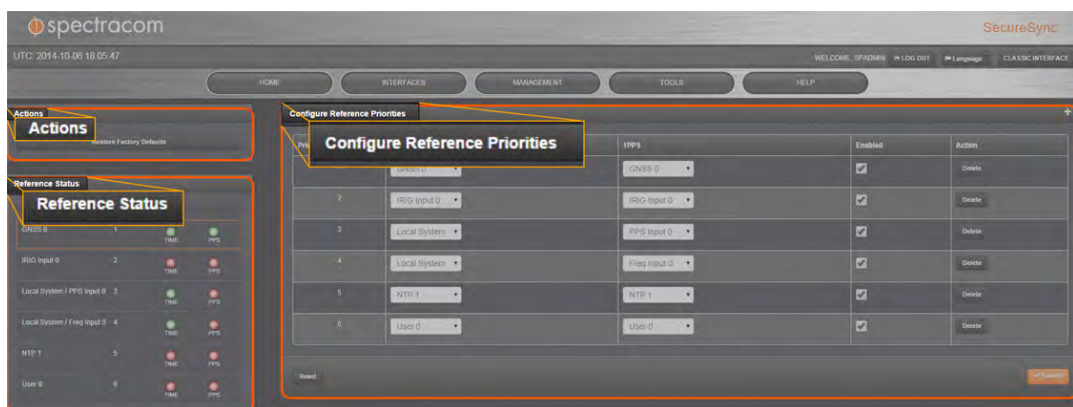 spectracom
SecureSync
UTC: 2014-10-06 18:05:47
WELCOME, SPADMIN LOG OUT Language CLASSIC INTERFACE
HOME INTERFACES MANAGEMENT TOOLS HELP
Actions
Actions
Restore Factory Defaults
Reference Status
Reference Status
GNSS 0 1 TIME PPS
IRIG Input 0 2 TIME PPS
Local System / PPS Input 0 3 TIME PPS
Local System / Freq Input 0 4 TIME PPS
NTP 1 5 TIME PPS
User 0 6 TIME PPS
Configure Reference Priorities +
Configure Reference Priorities
1PPS Enabled Action
GNSS 0 GNSS 0 Delete
2 IRIG Input 0 IRIG Input 0 Delete
3 Local System PPS Input 0 Delete
4 Local System Freq Input 0 Delete
5 NTP 1 NTP 1 Delete
6 User 0 User 0 Delete
Reset Submit